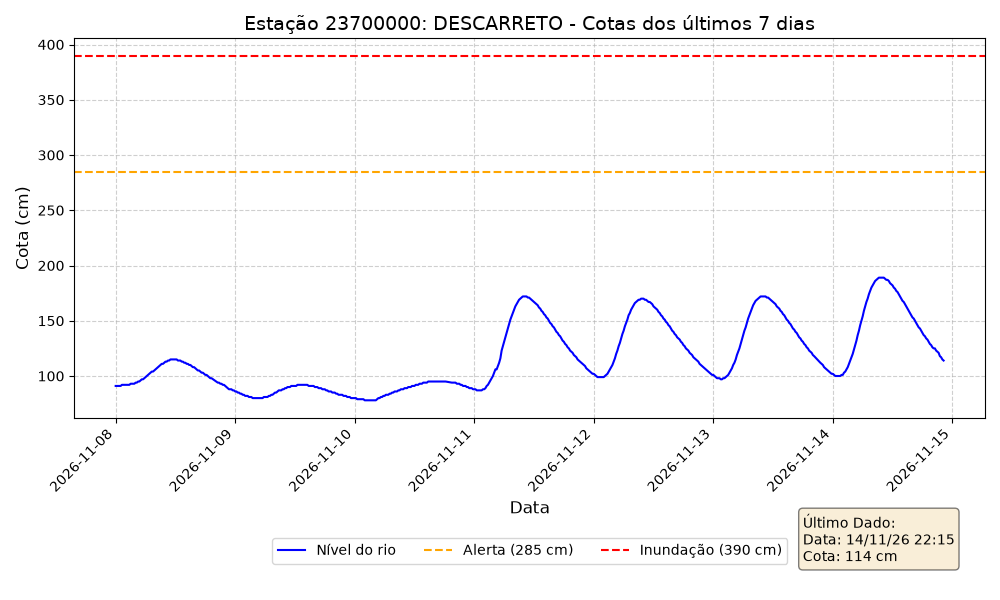 Estação 23700000: DESCARRETO - Cotas dos últimos 7 dias
Cota (cm)
400
350
300
250
200
150
100
2026-11-08
2026-11-09
2026-11-10
2026-11-11
2026-11-12
2026-11-13
2026-11-14
2026-11-15
Data
Nível do rio
Alerta (285 cm)
Inundação (390 cm)
Último Dado:
Data: 14/11/26 22:15
Cota: 114 cm